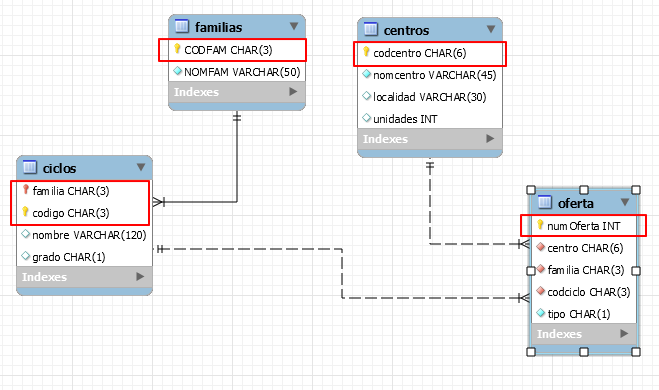 familias
CODFAM CHAR(3)
NOMFAM VARCHAR(50)
Indexes
centros
codcentro CHAR(6)
nomcentro VARCHAR(45)
localidad VARCHAR(30)
unidades INT
Indexes
ciclos
familia CHAR(3)
codigo CHAR(3)
nombre VARCHAR(120)
grado CHAR(1)
Indexes
oferta
numOferta INT
centro CHAR(6)
familia CHAR(3)
codciclo CHAR(3)
tipo CHAR(1)
Indexes